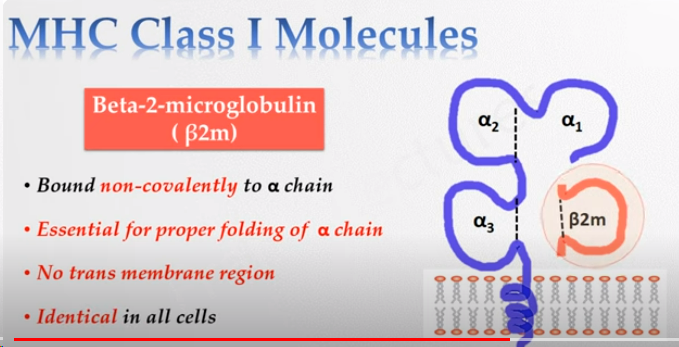 MHC Class I Molecules
Beta-2-microglobulin
( β2m)
• Bound non-covalently to α chain
• Essential for proper folding of α chain
• No trans membrane region
• Identical in all cells
α2
α1
α3
β2m